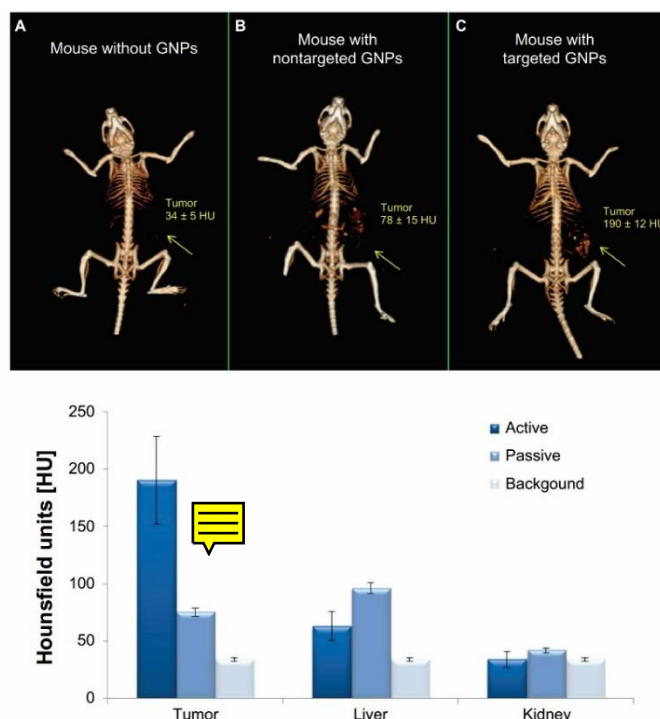 A
Mouse without GNPs
Tumor
34 ± 5 HU
B
Mouse with
nontargeted GNPs
Tumor
78 ± 15 HU
C
Mouse with
targeted GNPs
Tumor
190 ± 12 HU
Hounsfield units [HU]
250
200
150
100
50
0
Active
Passive
Backgound
Tumor
Liver
Kidney